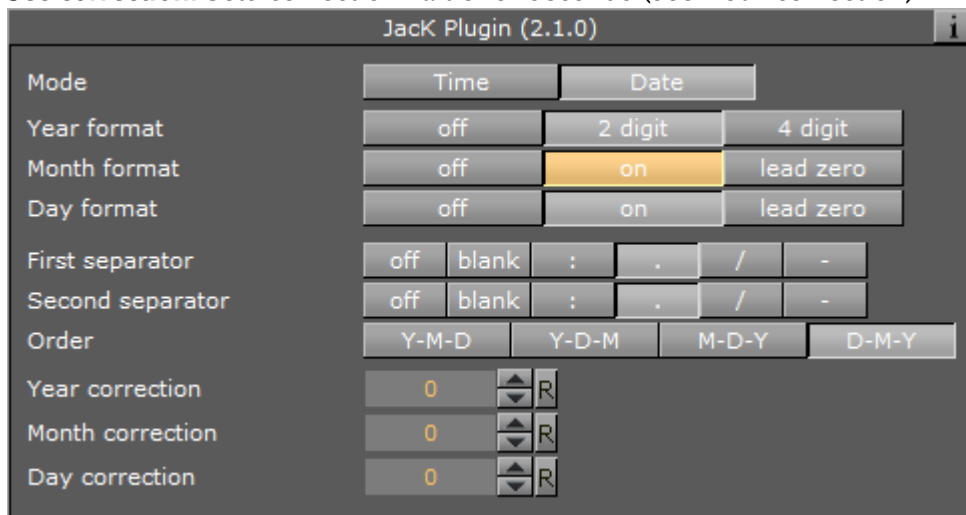 JacK Plugin (2.1.0) i
Mode Time Date
Year format off 2 digit 4 digit
Month format off on lead zero
Day format off on lead zero
First separator off blank : . / -
Second separator off blank : . / -
Order Y-M-D Y-D-M M-D-Y D-M-Y
Year correction 0 R
Month correction 0 R
Day correction 0 R